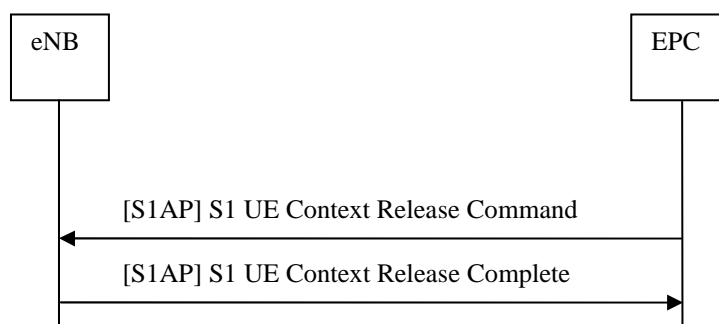 eNB
EPC
[S1AP] S1 UE Context Release Command
[S1AP] S1 UE Context Release Complete